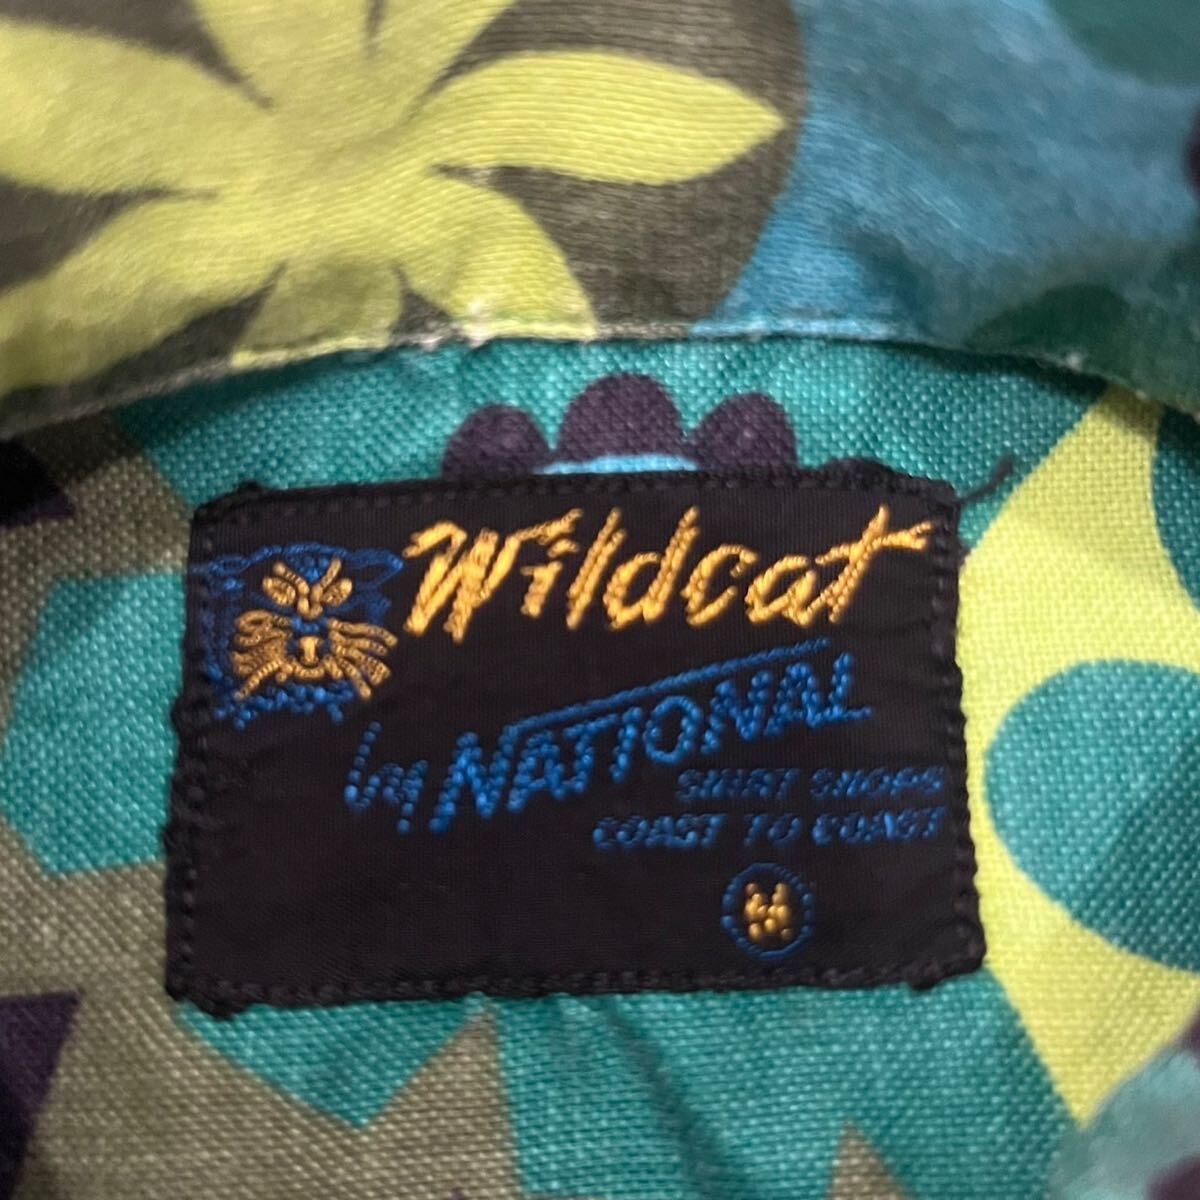 Wildcat
by NATIONAL
SHIRT SHOPS
COAST TO COAST
M